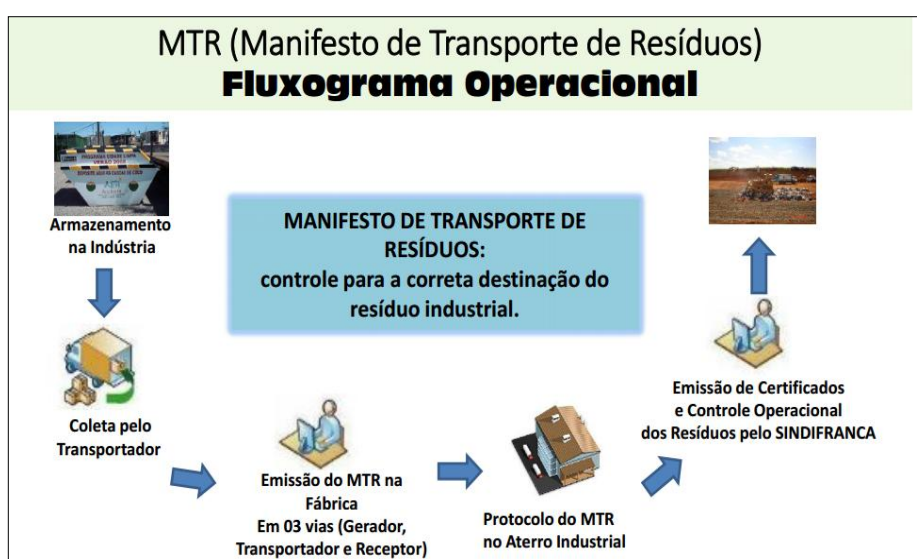 MTR (Manifesto de Transporte de Resíduos)
Fluxograma Operacional
Armazenamento
na Indústria
MANIFESTO DE TRANSPORTE DE
RESÍDUOS:
controle para a correta destinação do
resíduo industrial.
Coleta pelo
Transportador
Emissão do MTR na
Fábrica
Em 03 vias (Gerador,
Transportador e Receptor)
Protocolo do MTR
no Aterro Industrial
Emissão de Certificados
e Controle Operacional
dos Resíduos pelo SINDIFRANCA